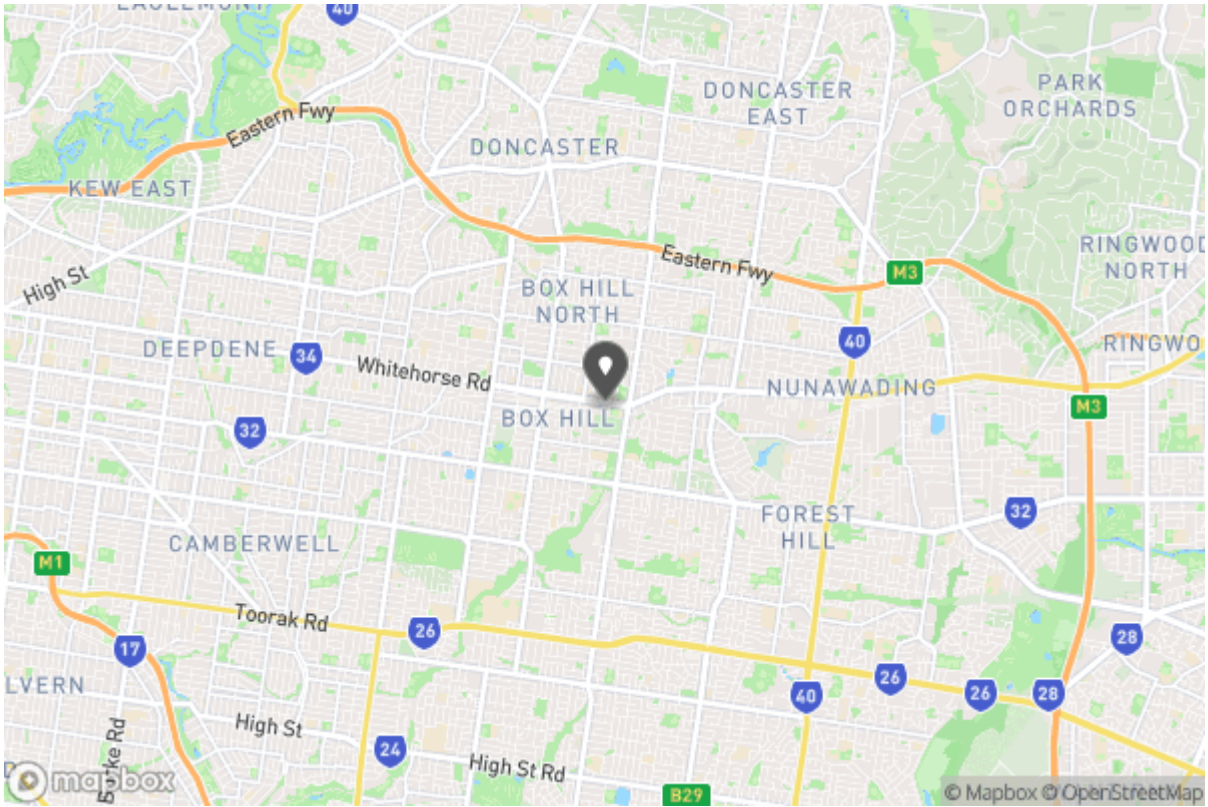 EAGLEMONT
40
Eastern Fwy
DONCASTER
EAST
PARK
ORCHARDS
DONCASTER
KEW EAST
High St
Eastern Fwy
M3
RINGWOOD
NORTH
BOX HILL
NORTH
DEEPDENE
34
Whitehorse Rd
40
RINGWO
NUNAWADING
M3
BOX HILL
32
FOREST
HILL
32
CAMBERWELL
M1
Toorak Rd
26
17
28
LVERN
40
26
26
28
High St
24
High St Rd
B29
mapbox
© Mapbox © OpenStreetMap